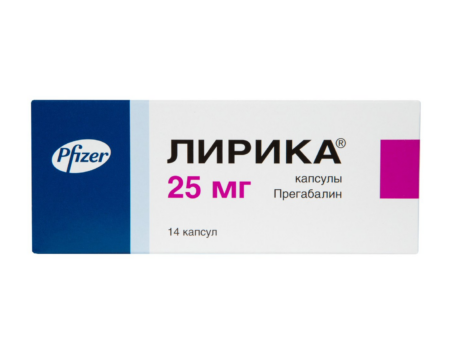 Pfizer
ЛИРИКА®
25 мг
капсулы
Прегабалин
14 капсул